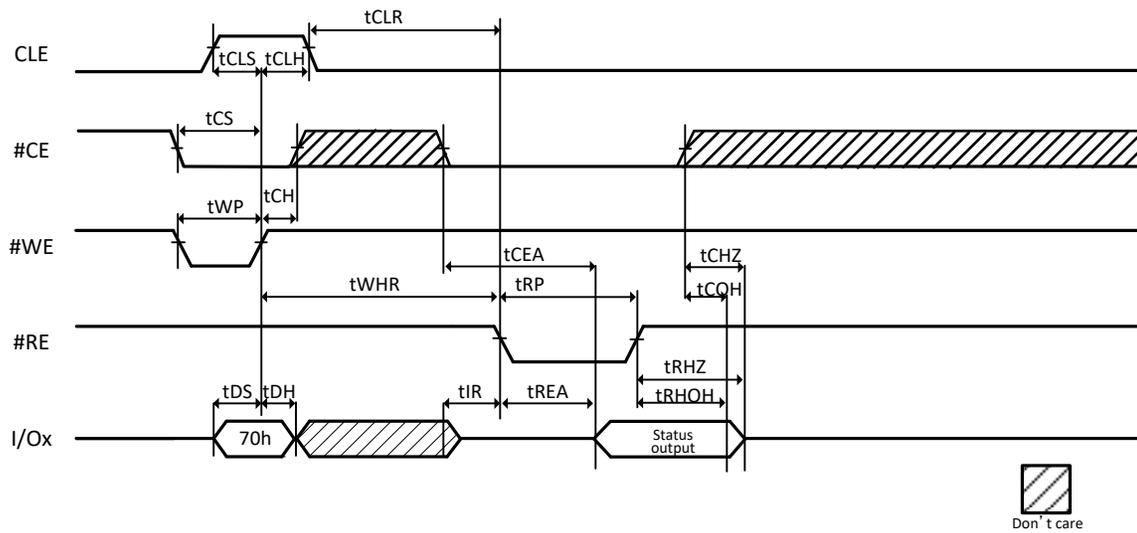 tCLR
CLE
tCLS tCLH
tCS
#CE
tCH
tWP
#WE
tCEA
tCHZ
tWHR
tRP
tCOH
#RE
tRHZ
tDS tDH
tIR
tREA
tRHOH
I/Ox
70h
Status
output
Don’t care